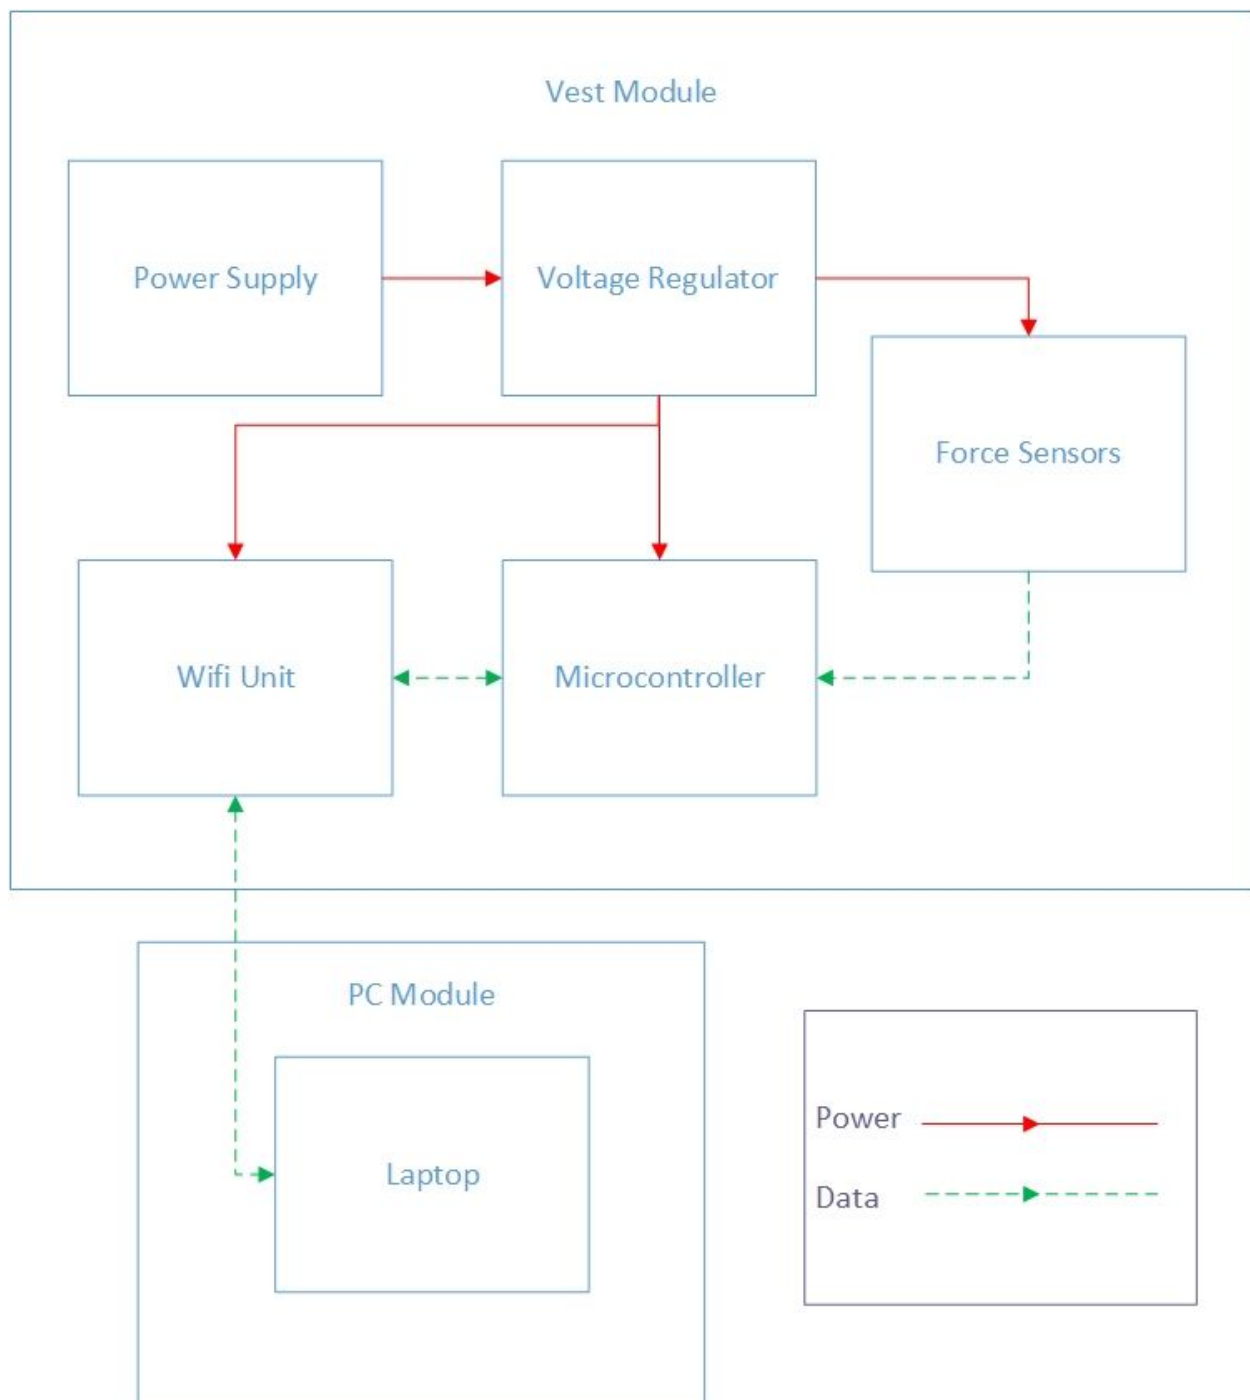 Vest Module
Power Supply
Voltage Regulator
Force Sensors
Wifi Unit
Microcontroller
PC Module
Laptop
Power
Data